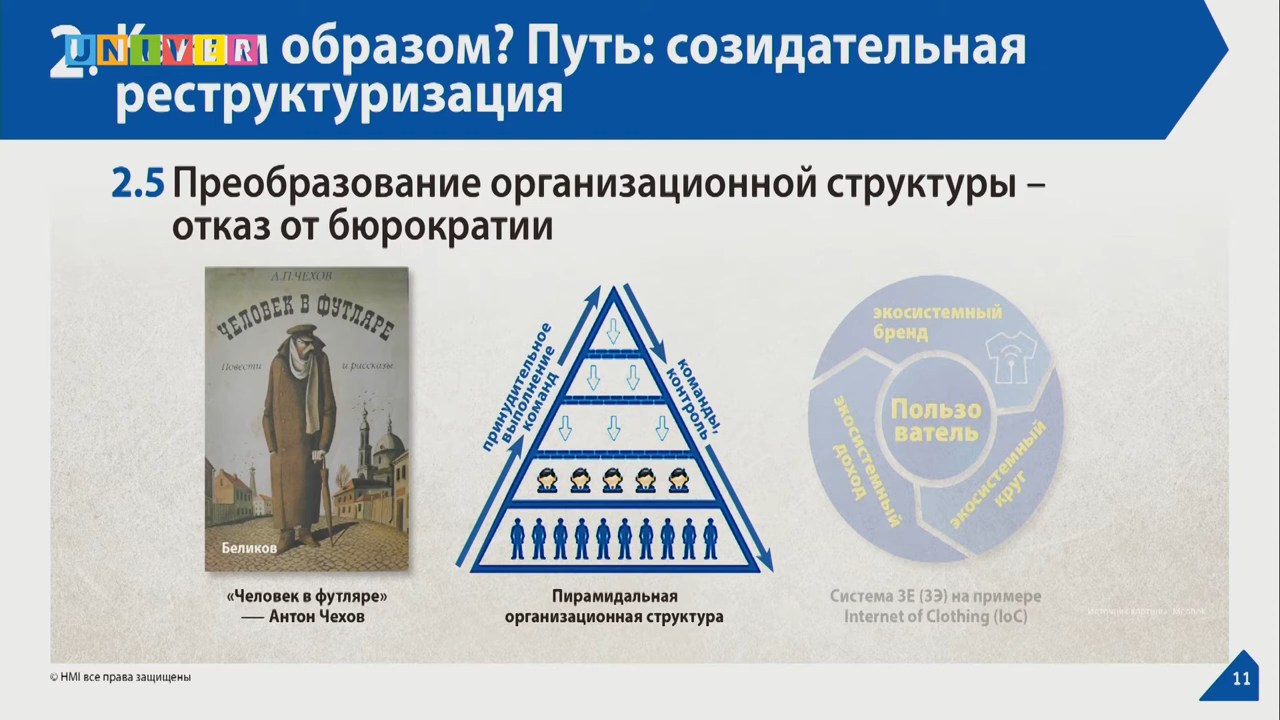 2. образом? Путь: созидательная
UNIVER
реструктуризация
2.5 Преобразование организационной структуры –
отказ от бюрократии
А.П.ЧЕХОВ
ЧЕЛОВЕК В ФУТЛЯРЕ
Повести и рассказы
Беликов
«Человек в футляре»
— Антон Чехов
принудительное
выполнение
команд
команды,
контроль
Пирамидальная
организационная структура
экосистемный
бренд
Пользо
ватель
экосистемный
доход
экосистемный
круг
Система 3Е (3Э) на примере
Internet of Clothing (IoC)
© HMI все права защищены
11